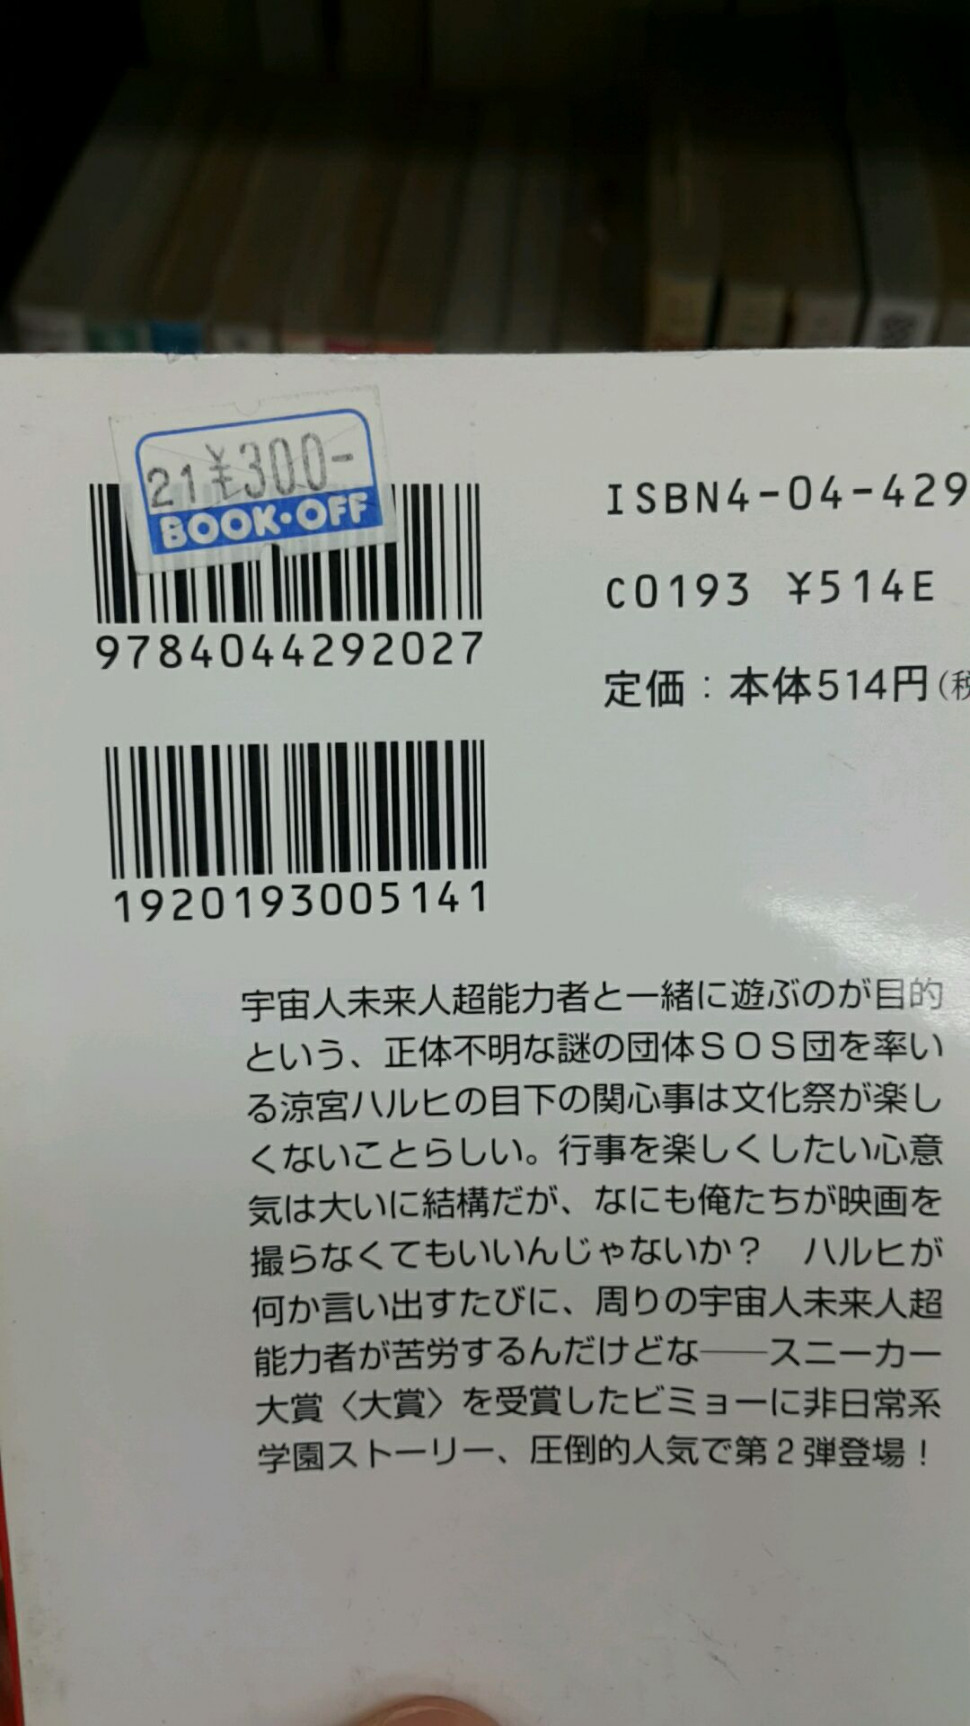 21¥300-
BOOK・OFF
9784044292027
1920193005141
ISBN4-04-429
C0193 ¥514E
定価：本体514円(税
宇宙人未来人超能力者と一緒に遊ぶのが目的
という、正体不明な謎の団体ＳＯＳ団を率い
る涼宮ハルヒの目下の関心事は文化祭が楽し
くないことらしい。行事を楽しくしたい心意
気は大いに結構だが、なにも俺たちが映画を
撮らなくてもいいんじゃないか？　ハルヒが
何か言い出すたびに、周りの宇宙人未来人超
能力者が苦労するんだけどな――スニーカー
大賞〈大賞〉を受賞したビミョーに非日常系
学園ストーリー、圧倒的人気で第２弾登場！